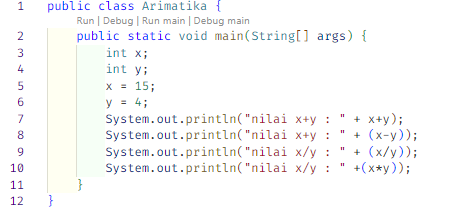 1 public class Arimatika {
Run | Debug | Run main | Debug main
2 public static void main(String[] args) {
3 int x;
4 int y;
5 x = 15;
6 y = 4;
7 System.out.println("nilai x+y : " + x+y);
8 System.out.println("nilai x+y : " + (x-y));
9 System.out.println("nilai x/y : " + (x/y));
10 System.out.println("nilai x/y : " +(x*y));
11 }
12 }